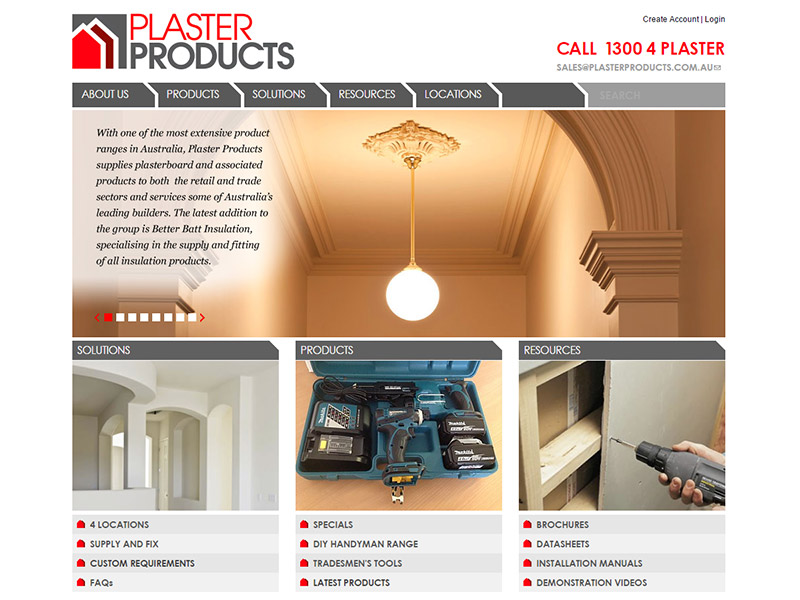 PLASTER
PRODUCTS
Create Account | Login
CALL 1300 4 PLASTER
SALES@PLASTERPRODUCTS.COM.AU
ABOUT US
PRODUCTS
SOLUTIONS
RESOURCES
LOCATIONS
SEARCH
With one of the most extensive product
ranges in Australia, Plaster Products
supplies plasterboard and associated
products to both the retail and trade
sectors and services some of Australia's
leading builders. The latest addition to
the group is Better Batt Insulation,
specialising in the supply and fitting
of all insulation products.
SOLUTIONS
4 LOCATIONS
SUPPLY AND FIX
CUSTOM REQUIREMENTS
FAQs
PRODUCTS
makita
SPECIALS
DIY HANDYMAN RANGE
TRADESMEN'S TOOLS
LATEST PRODUCTS
RESOURCES
BROCHURES
DATASHEETS
INSTALLATION MANUALS
DEMONSTRATION VIDEOS